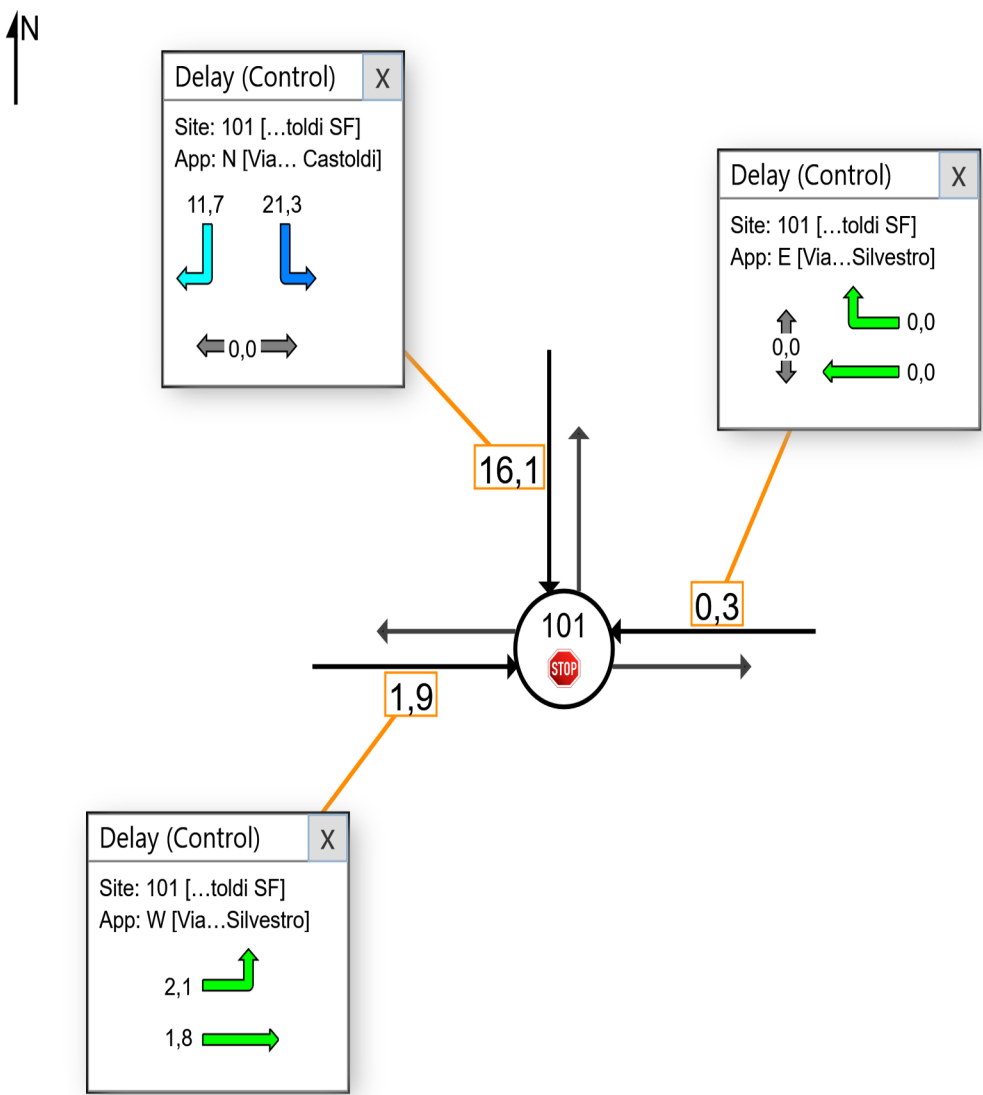 N
Delay (Control) X
Site: 101 [...toldi SF]
App: N [Via... Castoldi]
11,7 21,3
0,0
Delay (Control) X
Site: 101 [...toldi SF]
App: E [Via...Silvestro]
0,0
0,0
0,0
16,1
0,3
101
STOP
1,9
Delay (Control) X
Site: 101 [...toldi SF]
App: W [Via...Silvestro]
2,1
1,8